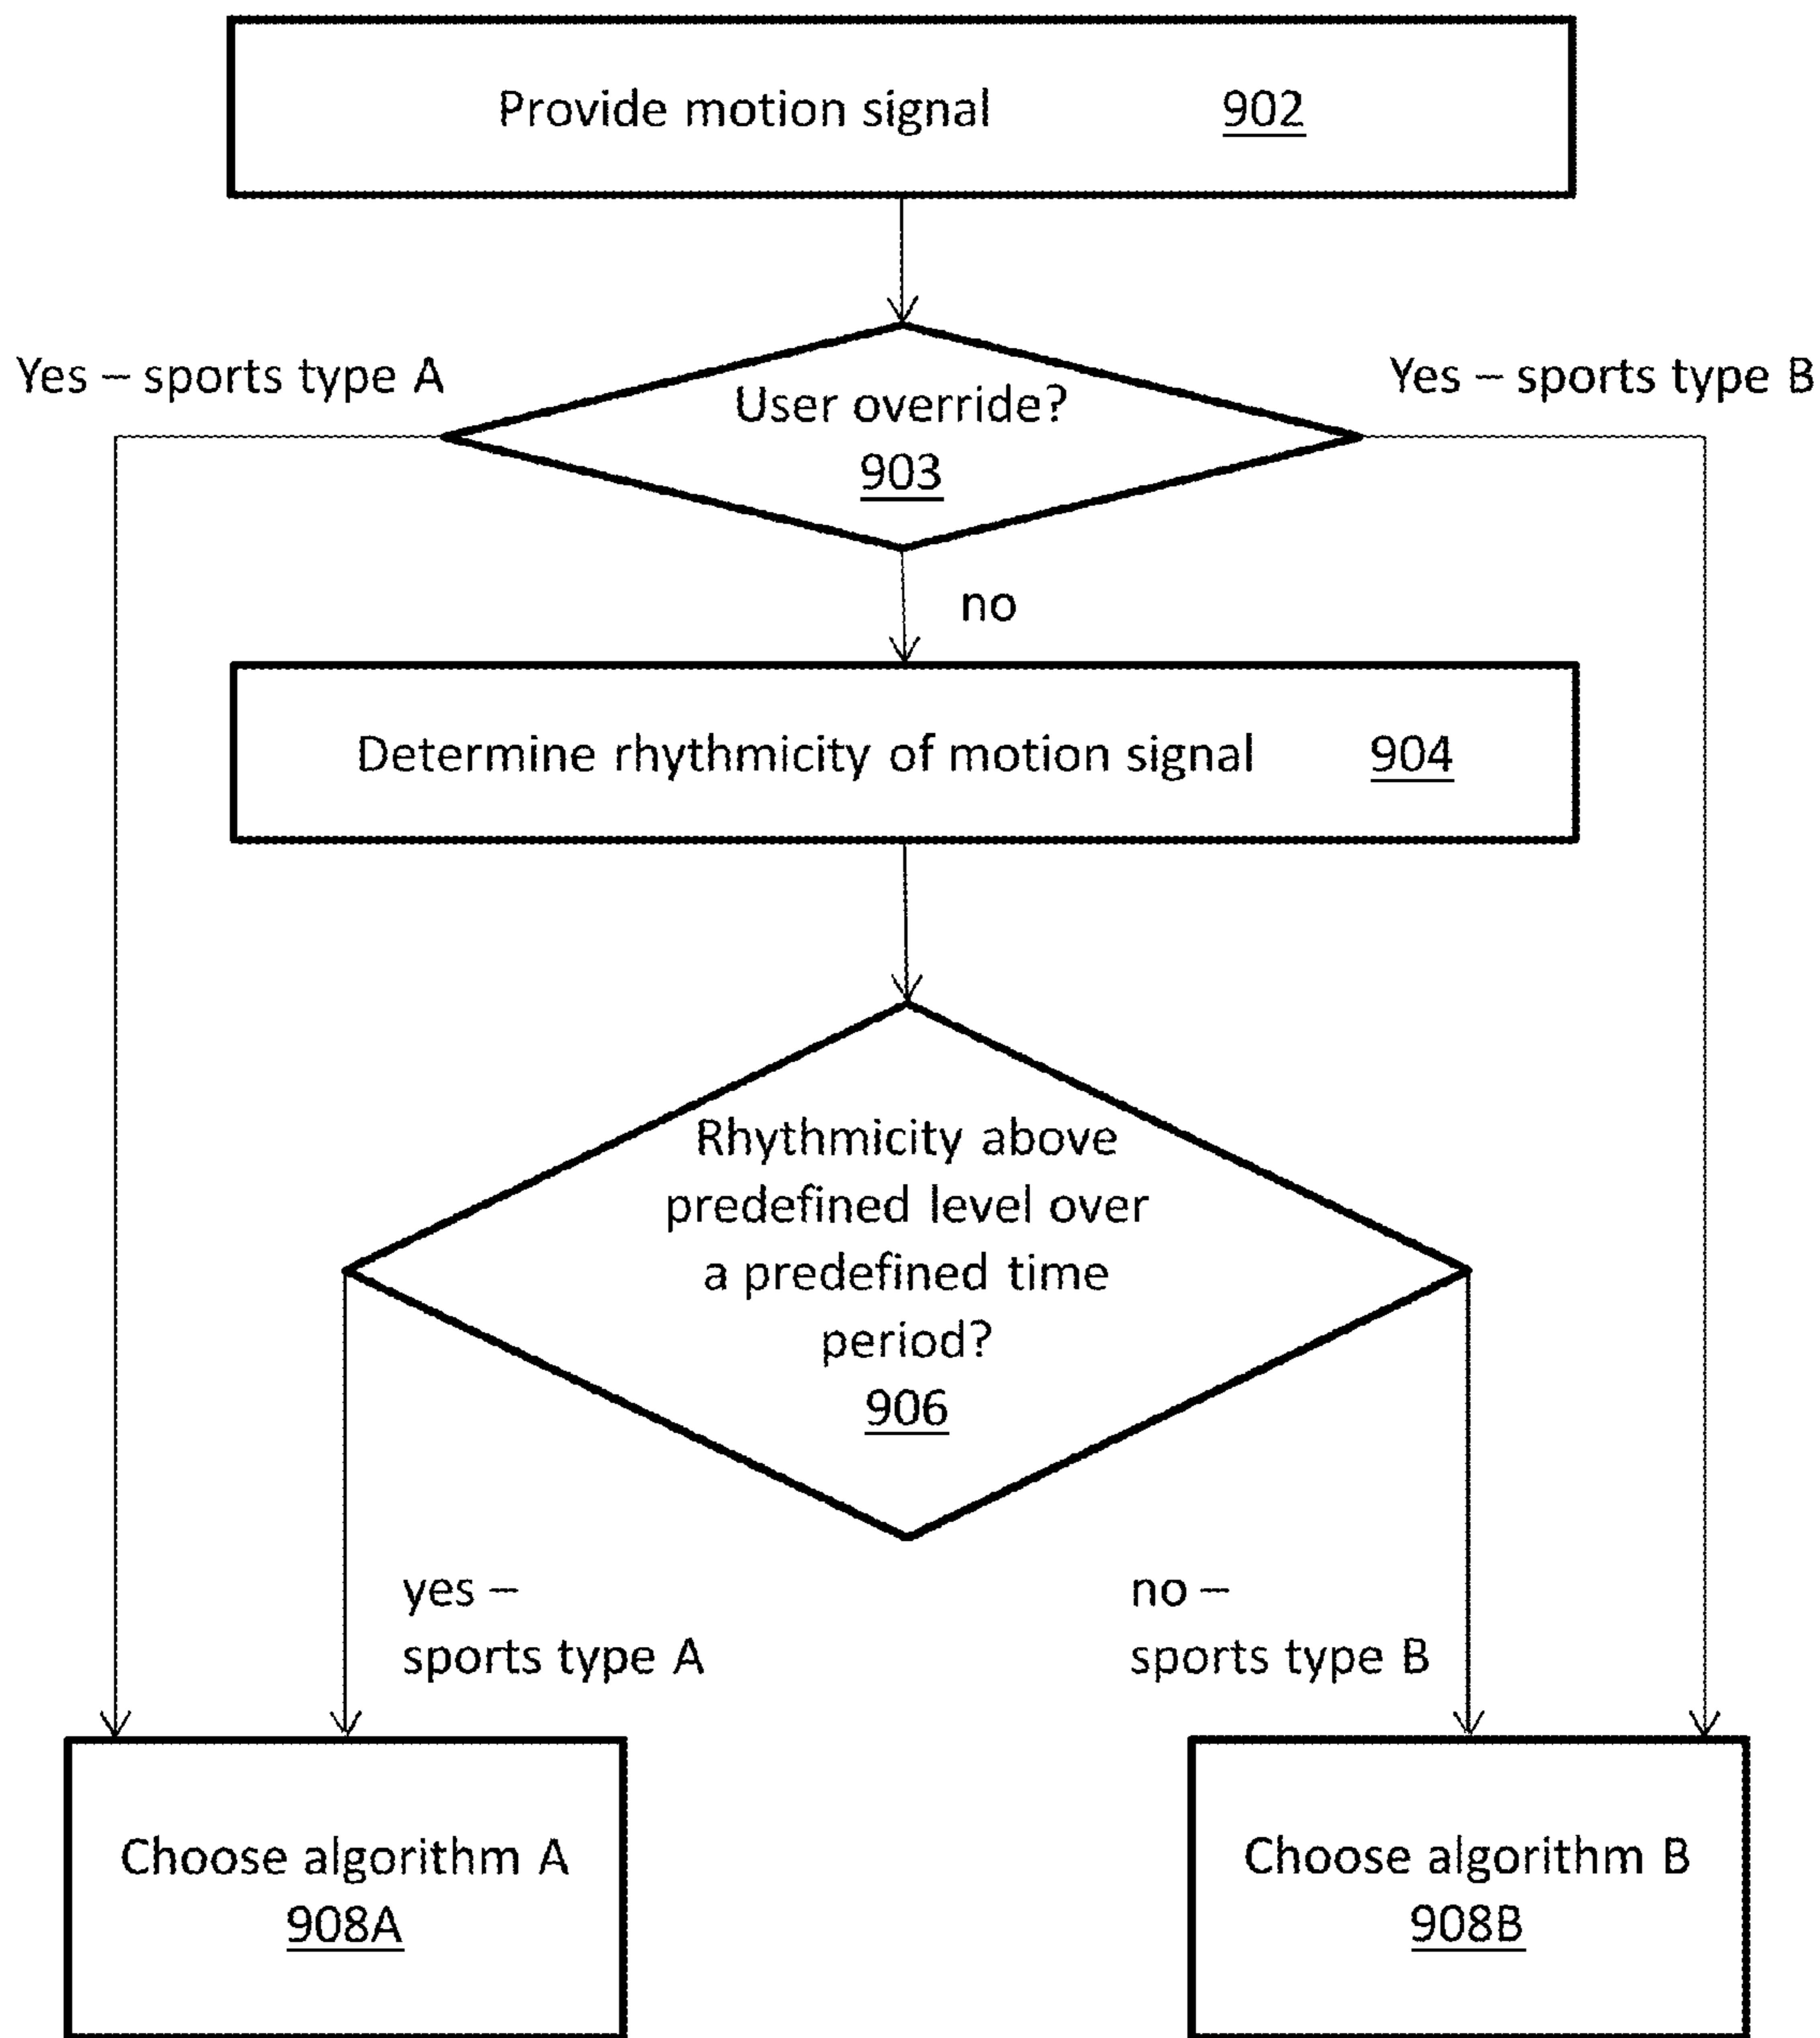 Provide motion signal 902
Yes – sports type A
Yes – sports type B
User override?
903
no
Determine rhythmicity of motion signal 904
Rhythmicity above
predefined level over
a predefined time
period?
906
yes –
sports type A
no –
sports type B
Choose algorithm A
908A
Choose algorithm B
908B